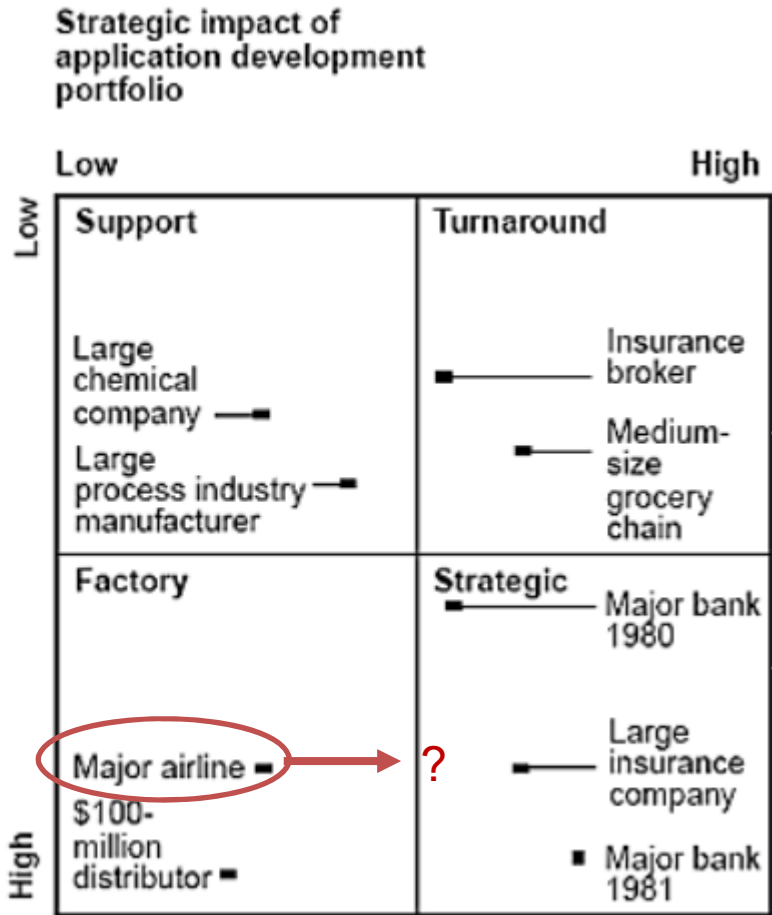 Strategic impact of
application development
portfolio
Low
High
Low
Support
Turnaround
Large
chemical
company
Insurance
broker
Large
process industry
manufacturer
Medium-
size
grocery
chain
Factory
Strategic
Major bank
1980
Major airline
?
Large
insurance
company
$100-
million
distributor
Major bank
1981
High